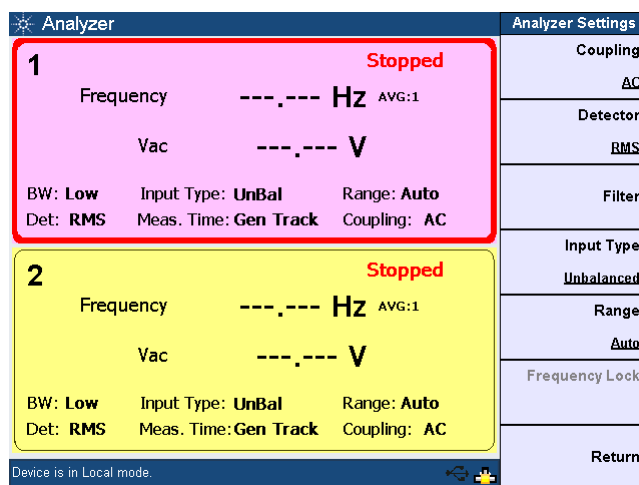 Analyzer
1
Stopped
Frequency ---.--- Hz AVG:1
Vac ---.--- V
BW: Low Input Type: UnBal Range: Auto
Det: RMS Meas. Time: Gen Track Coupling: AC
2
Stopped
Frequency ---.--- Hz AVG:1
Vac ---.--- V
BW: Low Input Type: UnBal Range: Auto
Det: RMS Meas. Time: Gen Track Coupling: AC
Device is in Local mode.
Analyzer Settings
Coupling
AC
Detector
RMS
Filter
Input Type
Unbalanced
Range
Auto
Frequency Lock
Return